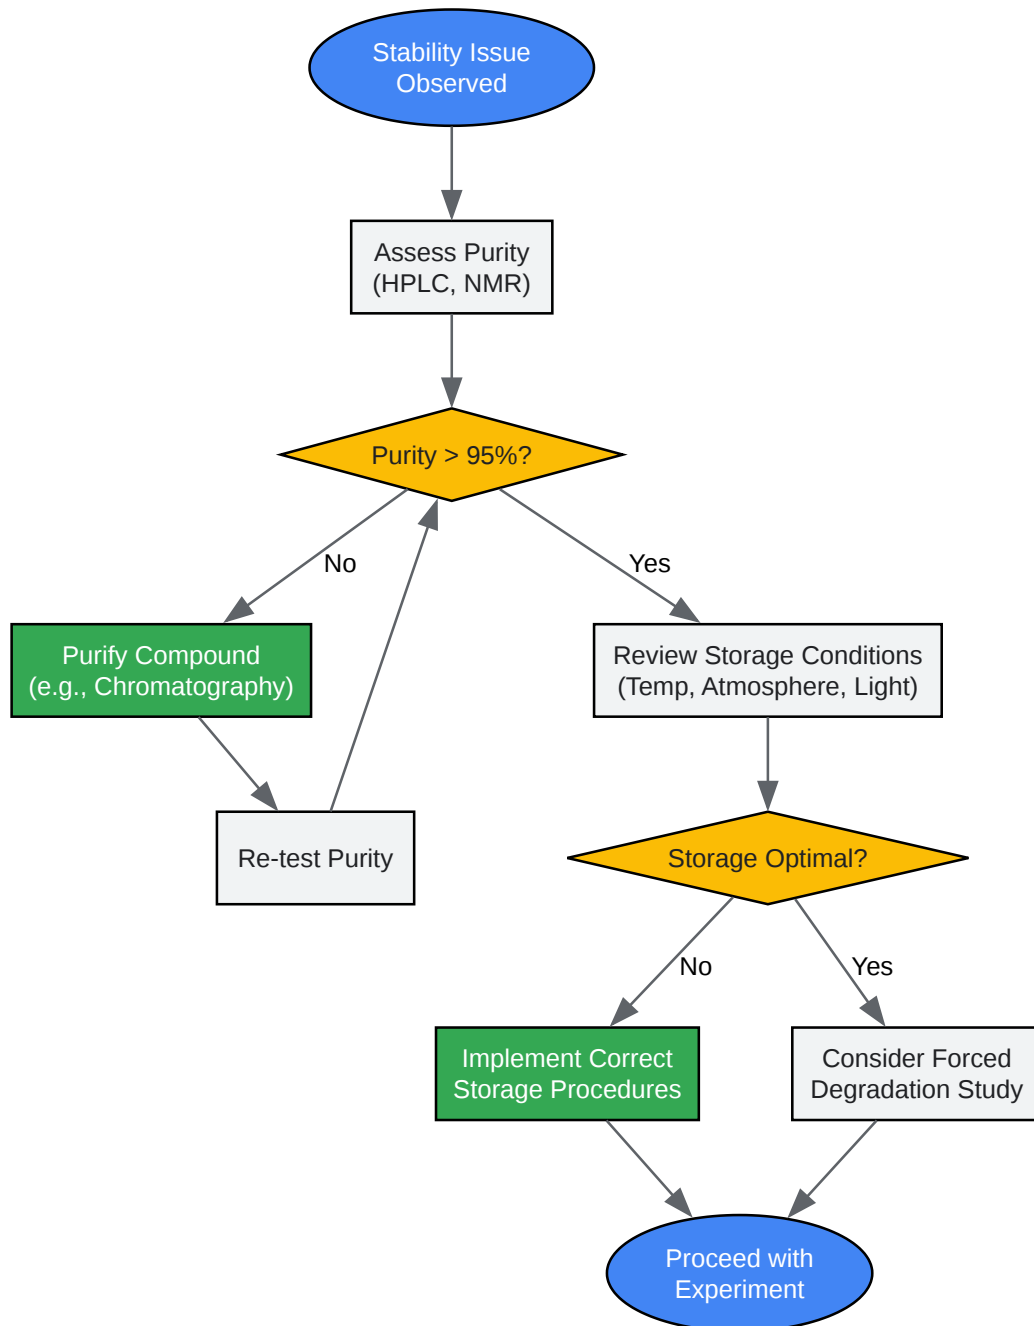 Stability Issue
Observed
Assess Purity
(HPLC, NMR)
Purity > 95%?
No
Yes
Purify Compound
(e.g., Chromatography)
Review Storage Conditions
(Temp, Atmosphere, Light)
Re-test Purity
Storage Optimal?
No
Yes
Implement Correct
Storage Procedures
Consider Forced
Degradation Study
Proceed with
Experiment